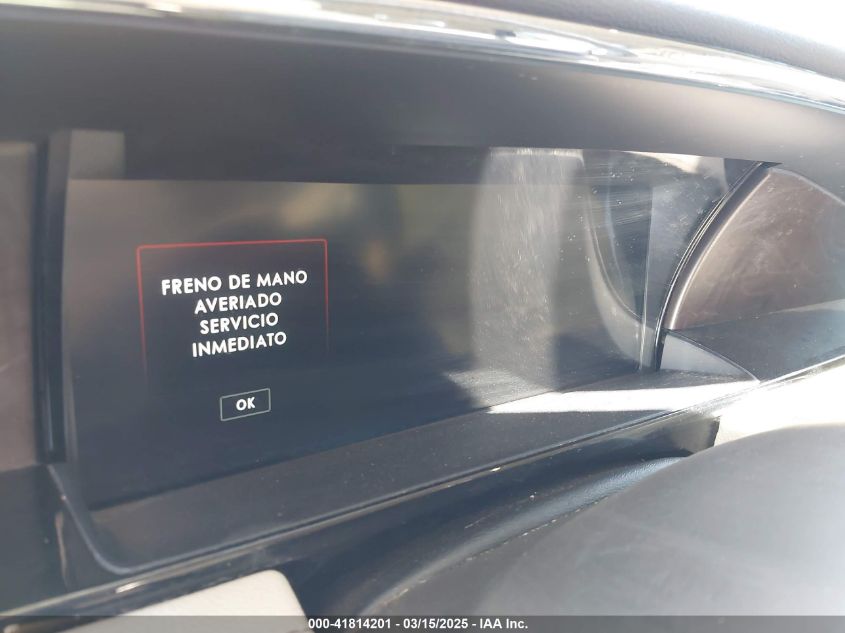 FRENO DE MANO
AVERIADO
SERVICIO
INMEDIATO
OK
000-41814201 - 03/15/2025 - IAA Inc.